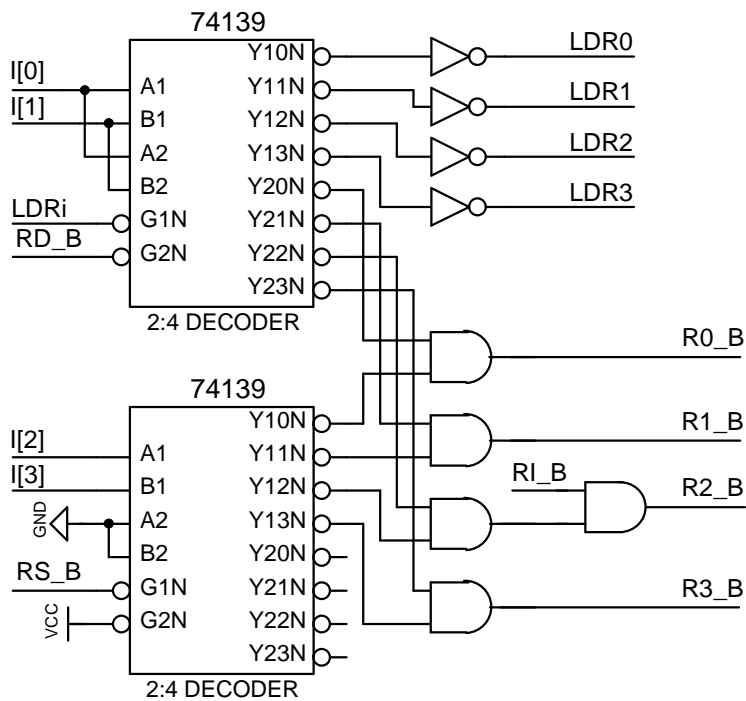 74139
I[0]
I[1]
LDRi
RD_B
A1
B1
A2
B2
G1N
G2N
Y10N
Y11N
Y12N
Y13N
Y20N
Y21N
Y22N
Y23N
2:4 DECODER
LDR0
LDR1
LDR2
LDR3
74139
I[2]
I[3]
GND
RS_B
VCC
A1
B1
A2
B2
G1N
G2N
Y10N
Y11N
Y12N
Y13N
Y20N
Y21N
Y22N
Y23N
2:4 DECODER
R0_B
R1_B
RI_B
R2_B
R3_B